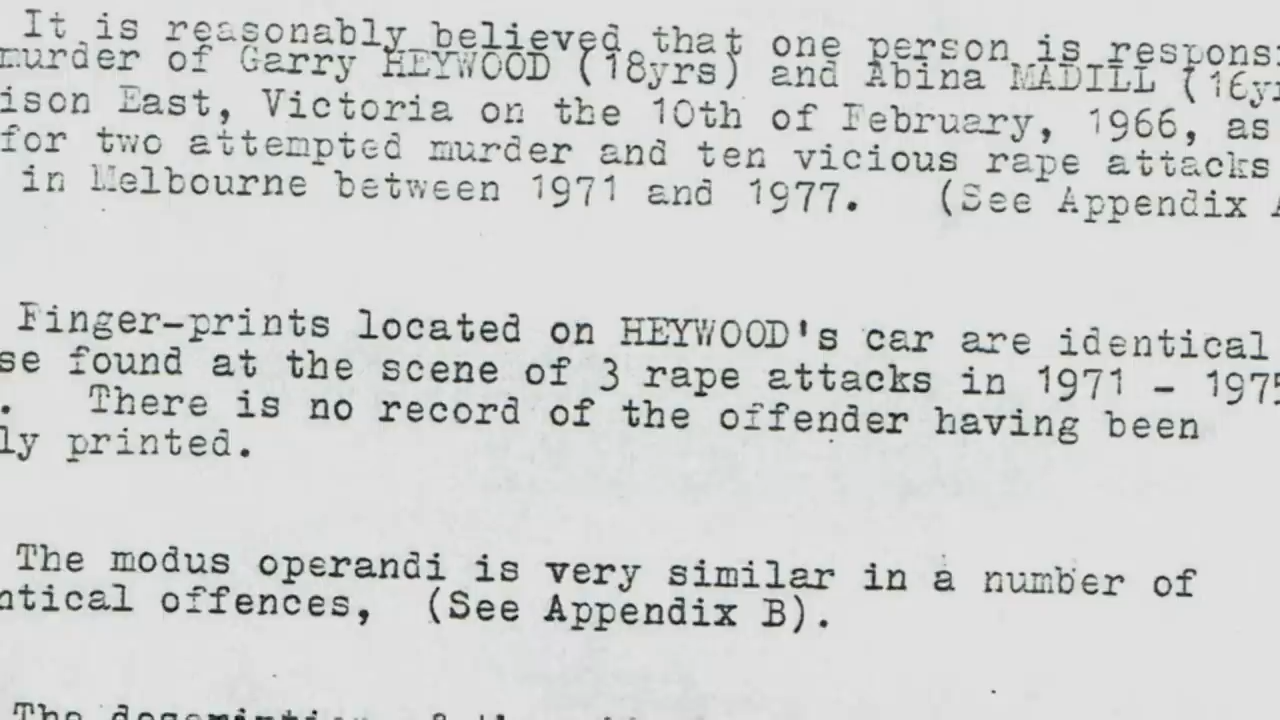 It is reasonably believed that one person is responsi
murder of Garry HEYWOOD (18yrs) and Abina MADILL (16yr
ison East, Victoria on the 10th of February, 1966, as
for two attempted murder and ten vicious rape attacks
in Melbourne between 1971 and 1977. (See Appendix A
Finger-prints located on HEYWOOD's car are identical
se found at the scene of 3 rape attacks in 1971 - 1975
. There is no record of the offender having been
ly printed.
The modus operandi is very similar in a number of
ntical offences, (See Appendix B).
The